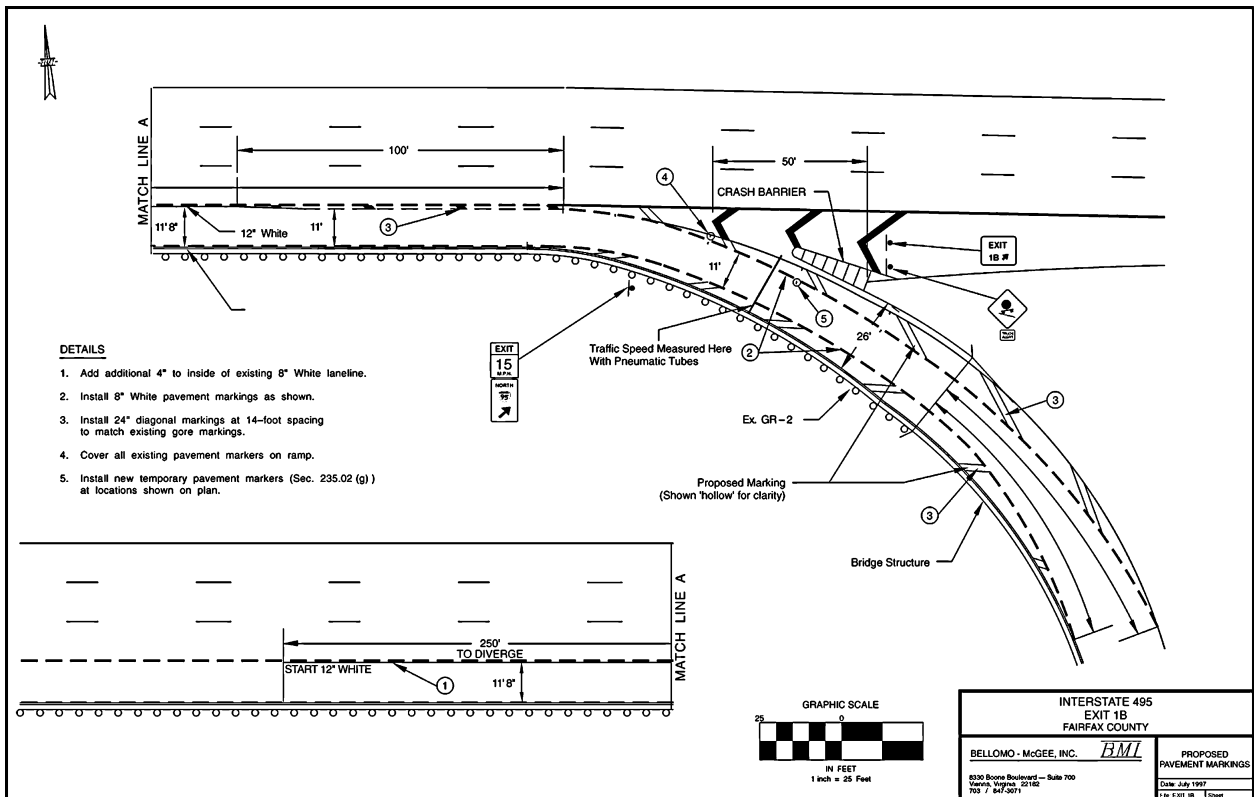 MATCH LINE A
100'
50'
4
CRASH BARRIER
11' 8"
12" White
11'
3
EXIT
1B
11'
5
26'
2
Traffic Speed Measured Here
With Pneumatic Tubes
EXIT
15
M.P.H.
NORTH
95
Ex. GR-2
3
Proposed Marking
(Shown 'hollow' for clarity)
3
Bridge Structure
DETAILS
1. Add additional 4" to inside of existing 8" White laneline.
2. Install 8" White pavement markings as shown.
3. Install 24" diagonal markings at 14-foot spacing
to match existing gore markings.
4. Cover all existing pavement markers on ramp.
5. Install new temporary pavement markers (Sec. 235.02 (g) )
at locations shown on plan.
MATCH LINE A
250'
TO DIVERGE
START 12" WHITE
1
11' 8"
GRAPHIC SCALE
25
0
IN FEET
1 inch = 25 Feet
INTERSTATE 495
EXIT 1B
FAIRFAX COUNTY
BELLOMO - McGEE, INC.
BMI
8330 Boone Boulevard — Suite 700
Vienna, Virginia 22182
703 / 847-3071
PROPOSED
PAVEMENT MARKINGS
Date: July 1997
File: EXIT 1B
Sheet